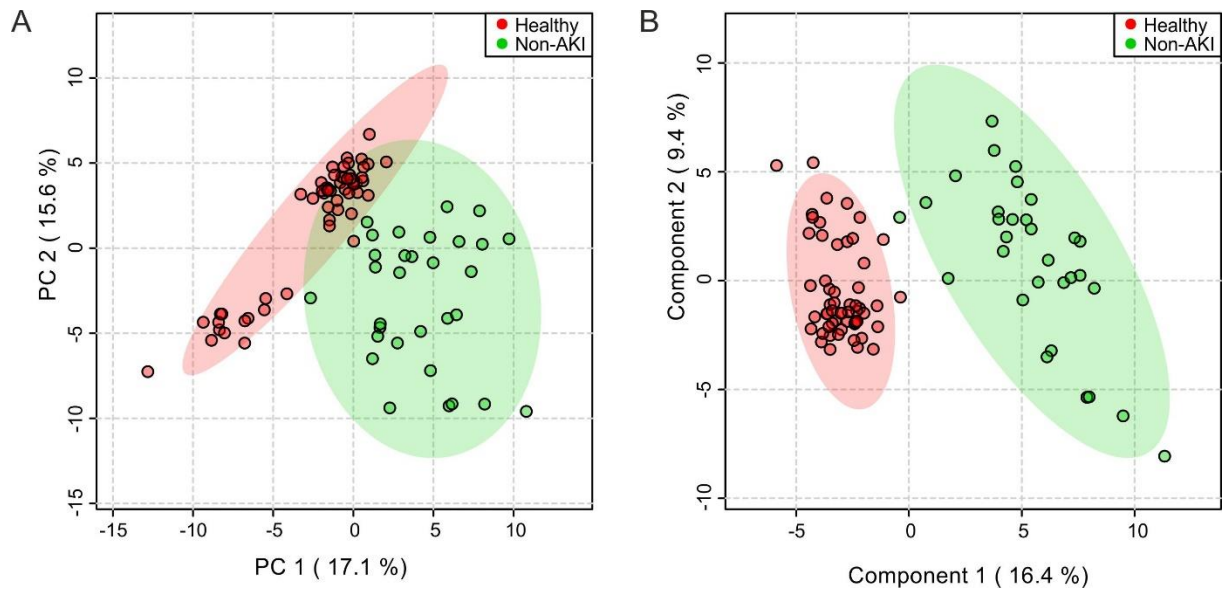 A
Healthy
Non-AKI
PC 2 ( 15.6 %)
10
5
0
-5
-10
-15
-15
-10
-5
0
5
10
PC 1 ( 17.1 %)
B
Healthy
Non-AKI
Component 2 ( 9.4 %)
10
5
0
-5
-10
-5
0
5
10
Component 1 ( 16.4 %)